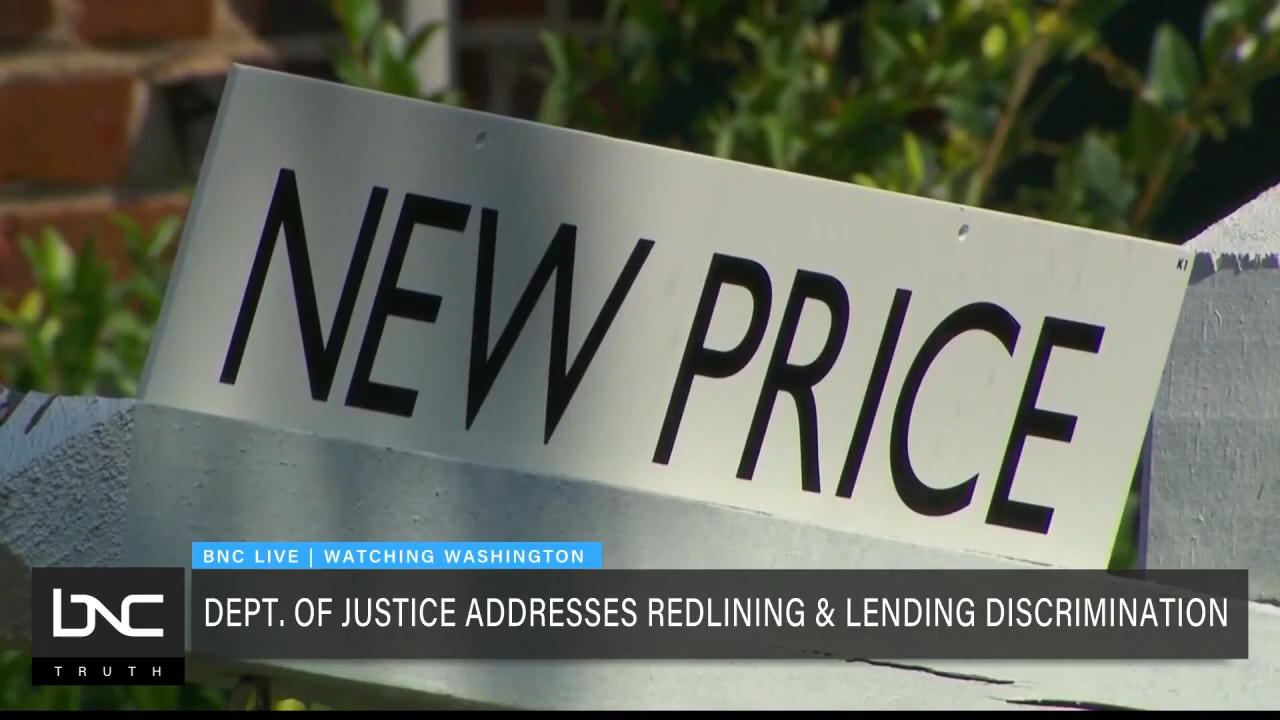 NEW PRICE
K1
BNC LIVE | WATCHING WASHINGTON
BNC
DEPT. OF JUSTICE ADDRESSES REDLINING & LENDING DISCRIMINATION
TRUTH